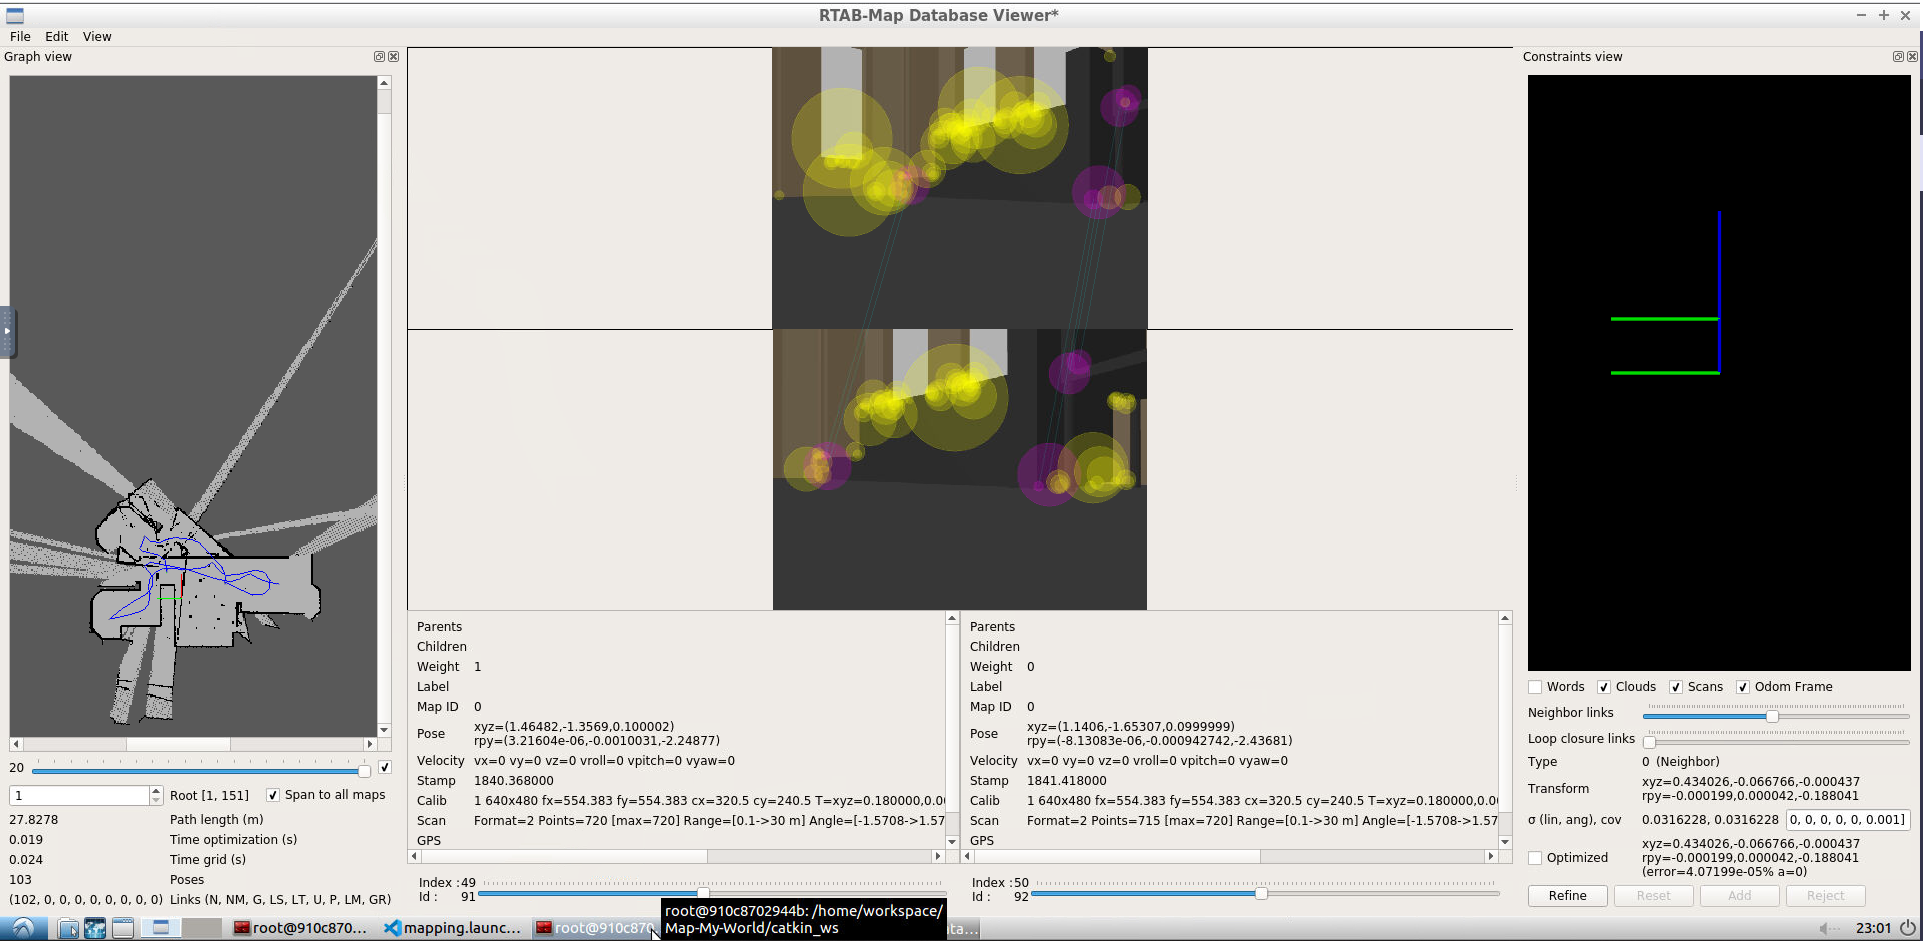 RTAB-Map Database Viewer*
File Edit View
Graph view
Constraints view
20
1 Root [1, 151] Span to all maps
27.8278 Path length (m)
0.019 Time optimization (s)
0.024 Time grid (s)
103 Poses
(102, 0, 0, 0, 0, 0, 0, 0, 0) Links (N, NM, G, LS, LT, U, P, LM, GR)
Parents
Children
Weight 1
Label
Map ID 0
Pose xyz=(1.46482,-1.3569,0.100002)
rpy=(3.21604e-06,-0.0010031,-2.24877)
Velocity vx=0 vy=0 vz=0 vroll=0 vpitch=0 vyaw=0
Stamp 1840.368000
Calib 1 640x480 fx=554.383 fy=554.383 cx=320.5 cy=240.5 T=xyz=0.180000,0.0
Scan Format=2 Points=720 [max=720] Range=[0.1->30 m] Angle=[-1.5708->1.57
GPS
Index : 49
Id : 91
Parents
Children
Weight 0
Label
Map ID 0
Pose xyz=(1.1406,-1.65307,0.0999999)
rpy=(-8.13083e-06,-0.000942742,-2.43681)
Velocity vx=0 vy=0 vz=0 vroll=0 vpitch=0 vyaw=0
Stamp 1841.418000
Calib 1 640x480 fx=554.383 fy=554.383 cx=320.5 cy=240.5 T=xyz=0.180000,0.0
Scan Format=2 Points=715 [max=720] Range=[0.1->30 m] Angle=[-1.5708->1.57
GPS
Index : 50
Id : 92
Words Clouds Scans Odom Frame
Neighbor links
Loop closure links
Type 0 (Neighbor)
Transform xyz=0.434026,-0.066766,-0.000437
rpy=-0.000199,0.000042,-0.188041
σ (lin, ang), cov 0.0316228, 0.0316228 0, 0, 0, 0, 0, 0.001]
Optimized xyz=0.434026,-0.066766,-0.000437
rpy=-0.000199,0.000042,-0.188041
(error=4.07199e-05% a=0)
Refine Reset Add Reject
root@910c870... mapping.launc... root@910c870 ata...
root@910c8702944b: /home/workspace/
Map-My-World/catkin_ws
23:01